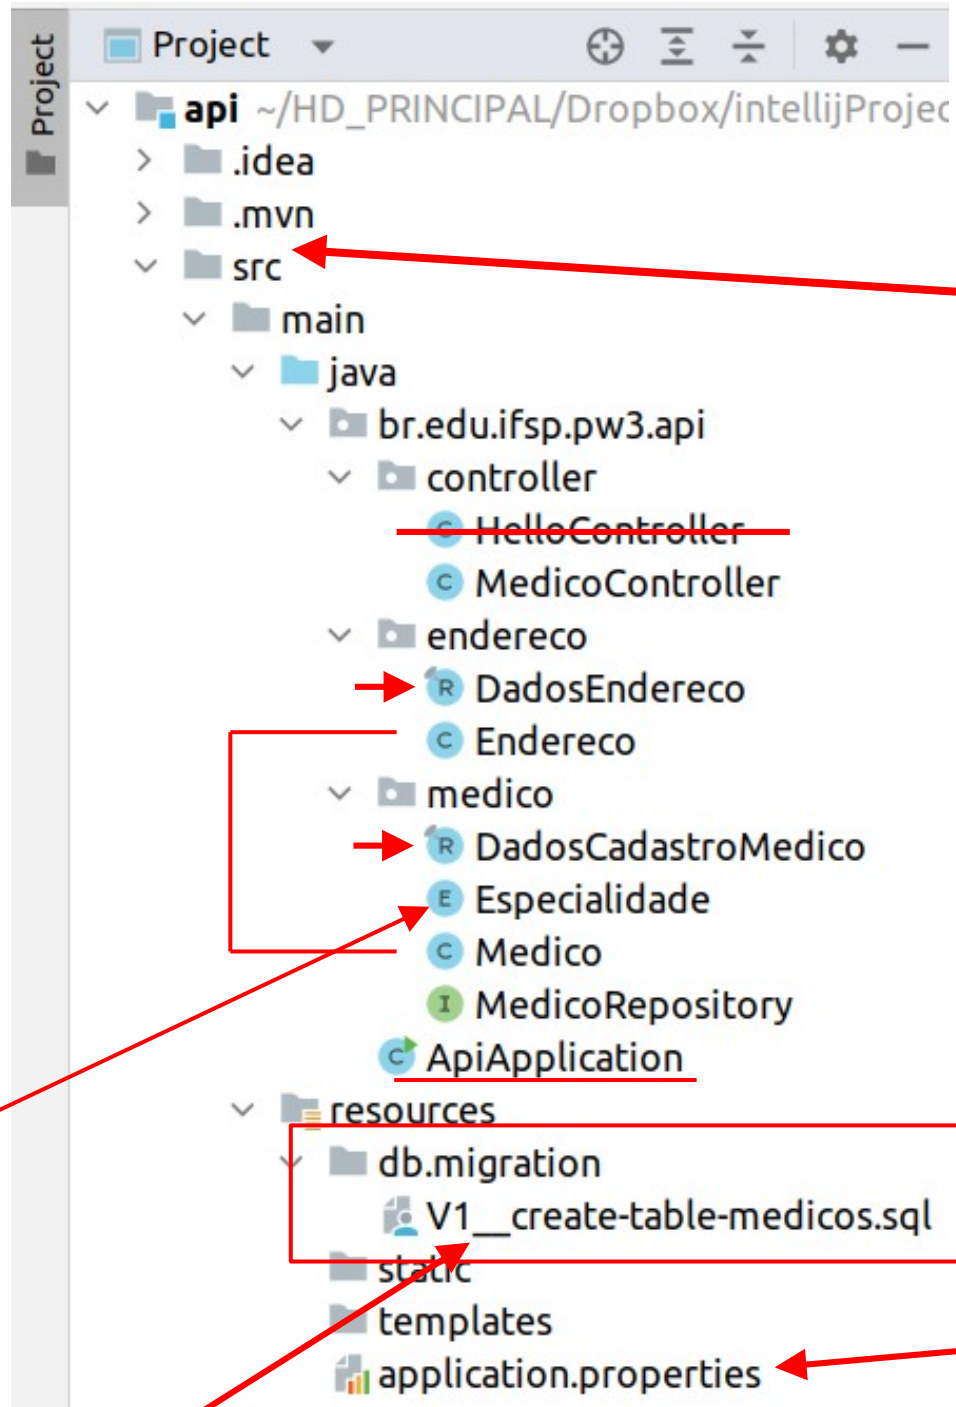 Project
Project
api ~/HD_PRINCIPAL/Dropbox/intellijProjec
.idea
.mvn
src
main
java
br.edu.ifsp.pw3.api
controller
HelloController
MedicoController
endereco
DadosEndereco
Endereco
medico
DadosCadastroMedico
Especialidade
Medico
MedicoRepository
ApiApplication
resources
db.migration
V1__create-table-medicos.sql
static
templates
application.properties